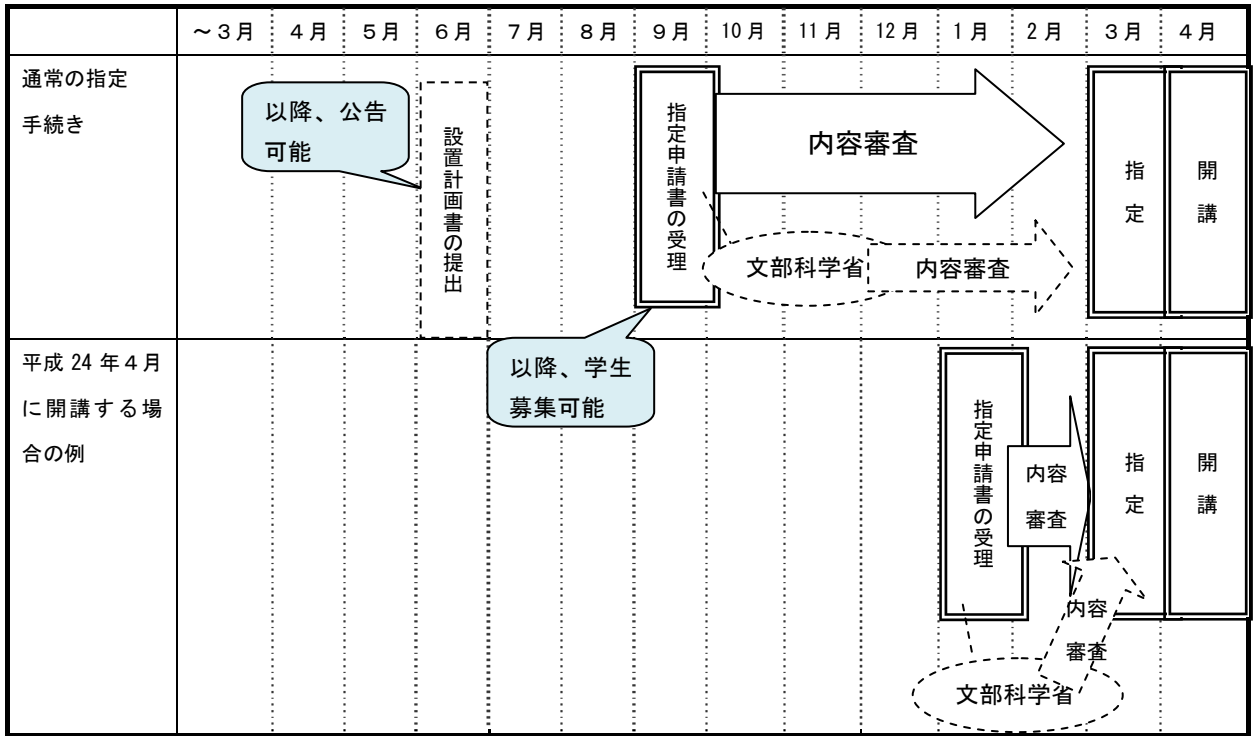 ～3月 4月 5月 6月 7月 8月 9月 10月 11月 12月 1月 2月 3月 4月
通常の指定
手続き
以降、公告
可能
設置計画書の提出
指定申請書の受理
内容審査
文部科学省
内容審査
指定
開講
以降、学生
募集可能
平成24年4月
に開講する場
合の例
指定申請書の受理
内容
審査
指定
開講
内容
審査
文部科学省